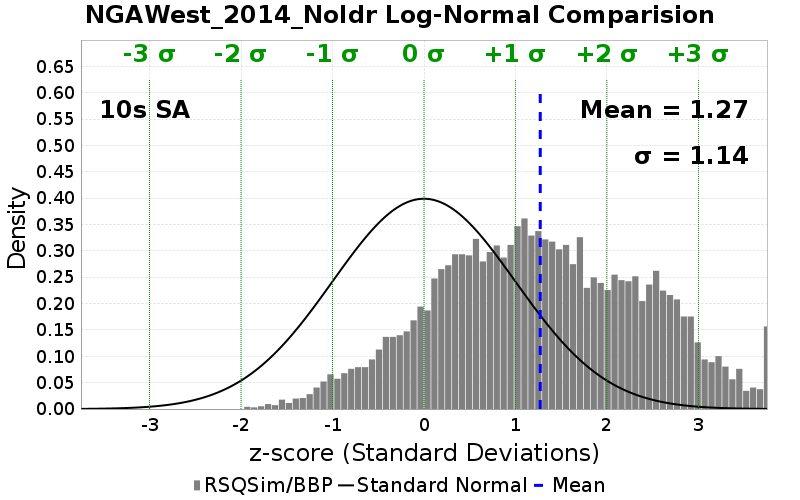 NGAWest_2014_NoIdr Log-Normal Comparision
-3 σ -2 σ -1 σ 0 σ +1 σ +2 σ +3 σ
10s SA
Mean = 1.27
σ = 1.14
0.65
0.60
0.55
0.50
0.45
0.40
0.35
0.30
0.25
0.20
0.15
0.10
0.05
0.00
Density
-3 -2 -1 0 1 2 3
z-score (Standard Deviations)
RSQSim/BBP Standard Normal Mean